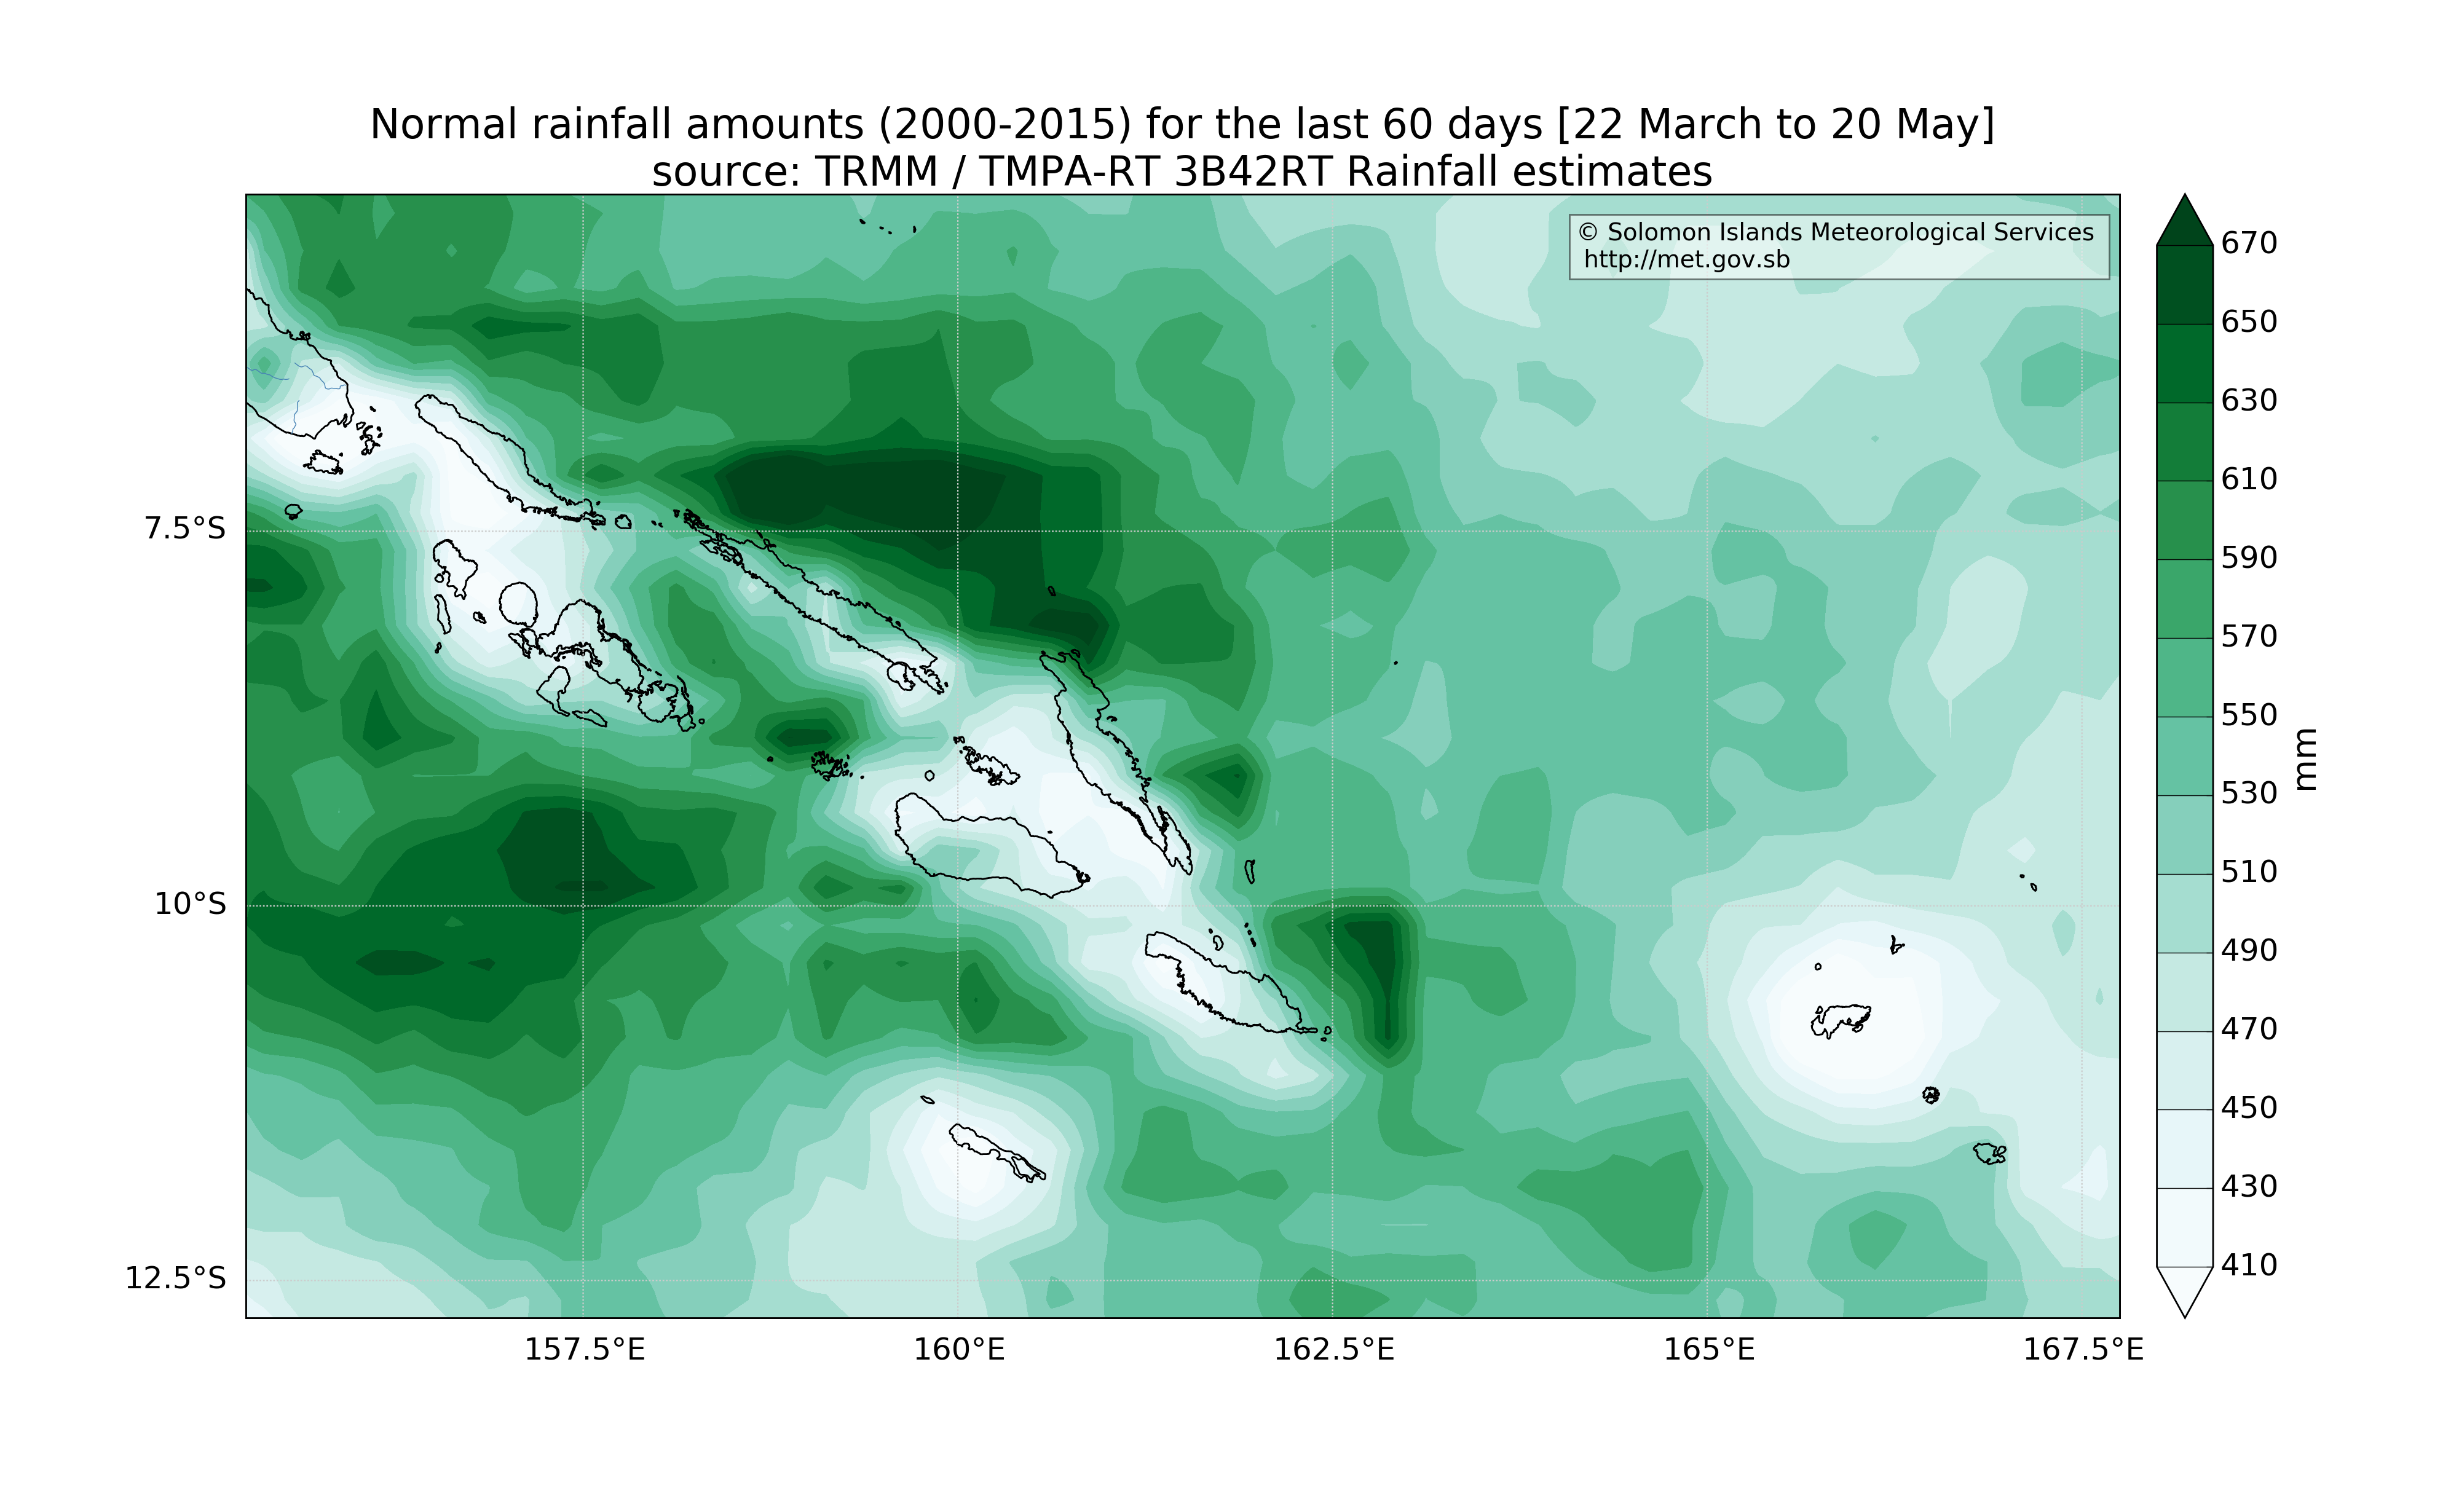 Normal rainfall amounts (2000-2015) for the last 60 days [22 March to 20 May]
source: TRMM / TMPA-RT 3B42RT Rainfall estimates
© Solomon Islands Meteorological Services
http://met.gov.sb
7.5°S
10°S
12.5°S
157.5°E
160°E
162.5°E
165°E
167.5°E
670
650
630
610
590
570
550
530
510
490
470
450
430
410
mm